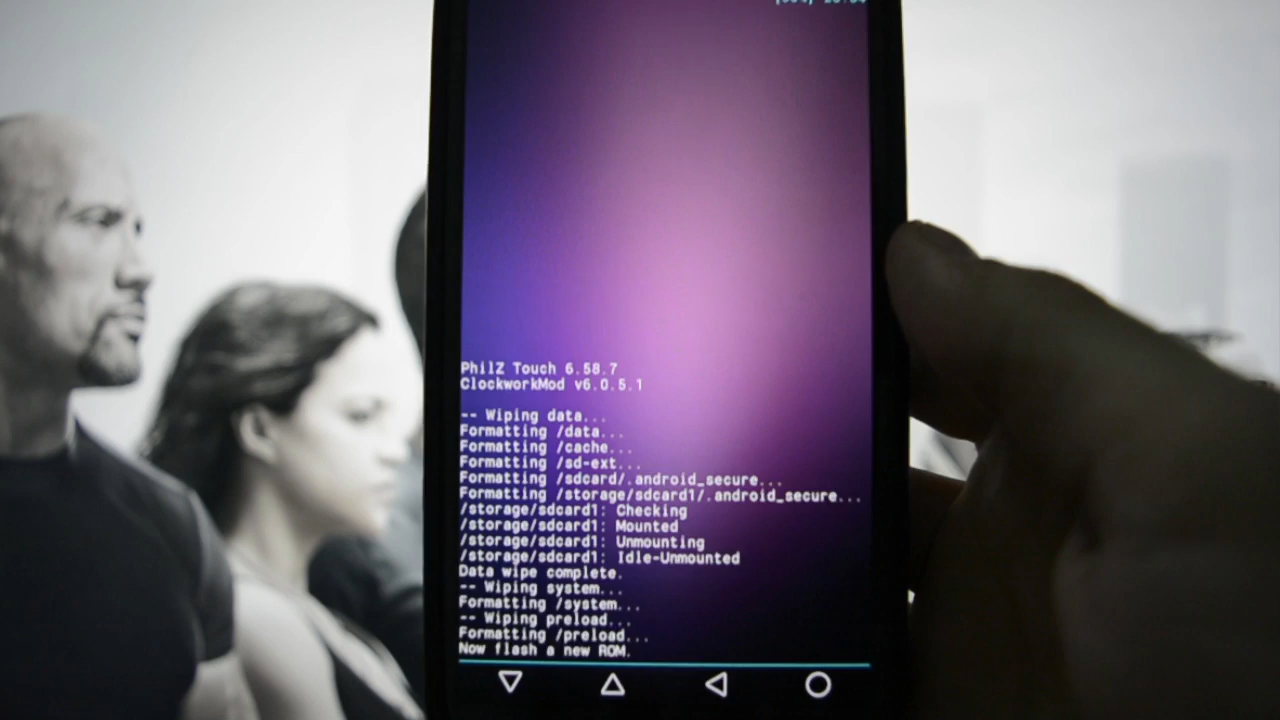 PhilZ Touch 6.58.7
ClockworkMod v6.0.5.1
-- Wiping data...
Formatting /data...
Formatting /cache...
Formatting /sd-ext...
Formatting /sdcard/.android_secure...
Formatting /storage/sdcard1/.android_secure...
/storage/sdcard1: Checking
/storage/sdcard1: Mounted
/storage/sdcard1: Unmounting
/storage/sdcard1: Idle-Unmounted
Data wipe complete.
-- Wiping system...
Formatting /system...
-- Wiping preload...
Formatting /preload...
Now flash a new ROM.